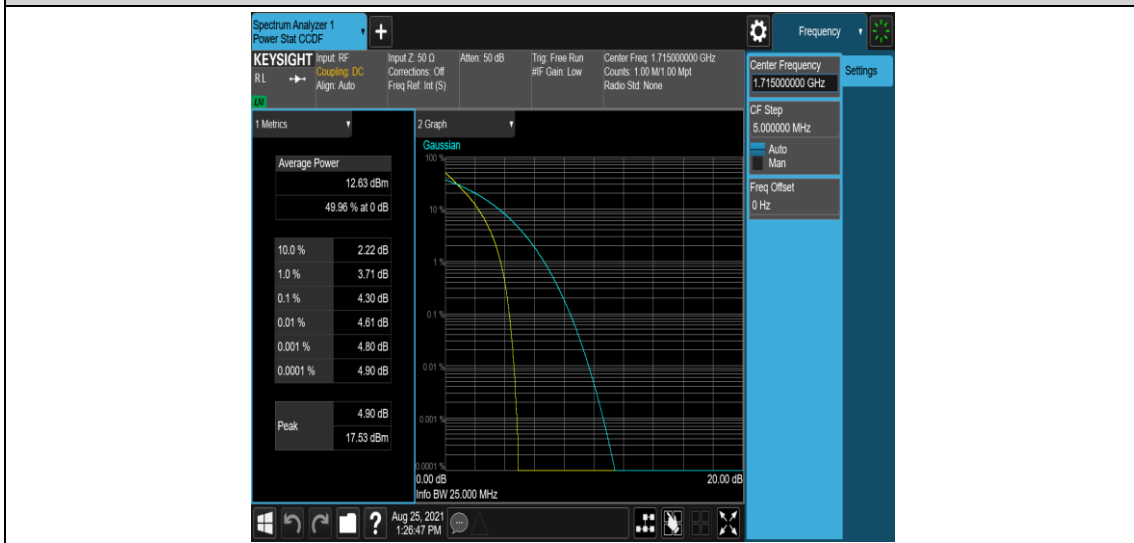 Spectrum Analyzer 1
Power Stat CCDF
+
Frequency
KEYSIGHT
RL
LXI
Input: RF
Coupling: DC
Align: Auto
Input Z: 50 Ω
Corrections: Off
Freq Ref: Int (S)
Atten: 50 dB
Trig: Free Run
#IF Gain: Low
Center Freq: 1.715000000 GHz
Counts: 1.00 M/1.00 Mpt
Radio Std: None
Center Frequency
1.715000000 GHz
Settings
CF Step
5.000000 MHz
Auto
Man
Freq Offset
0 Hz
1 Metrics
Average Power
12.63 dBm
49.96 % at 0 dB
10.0 % 2.22 dB
1.0 % 3.71 dB
0.1 % 4.30 dB
0.01 % 4.61 dB
0.001 % 4.80 dB
0.0001 % 4.90 dB
Peak
4.90 dB
17.53 dBm
2 Graph
Gaussian
100 %
10 %
1 %
0.1 %
0.01 %
0.001 %
0.0001 %
0.00 dB 20.00 dB
Info BW 25.000 MHz
?
Aug 25, 2021
1:26:47 PM